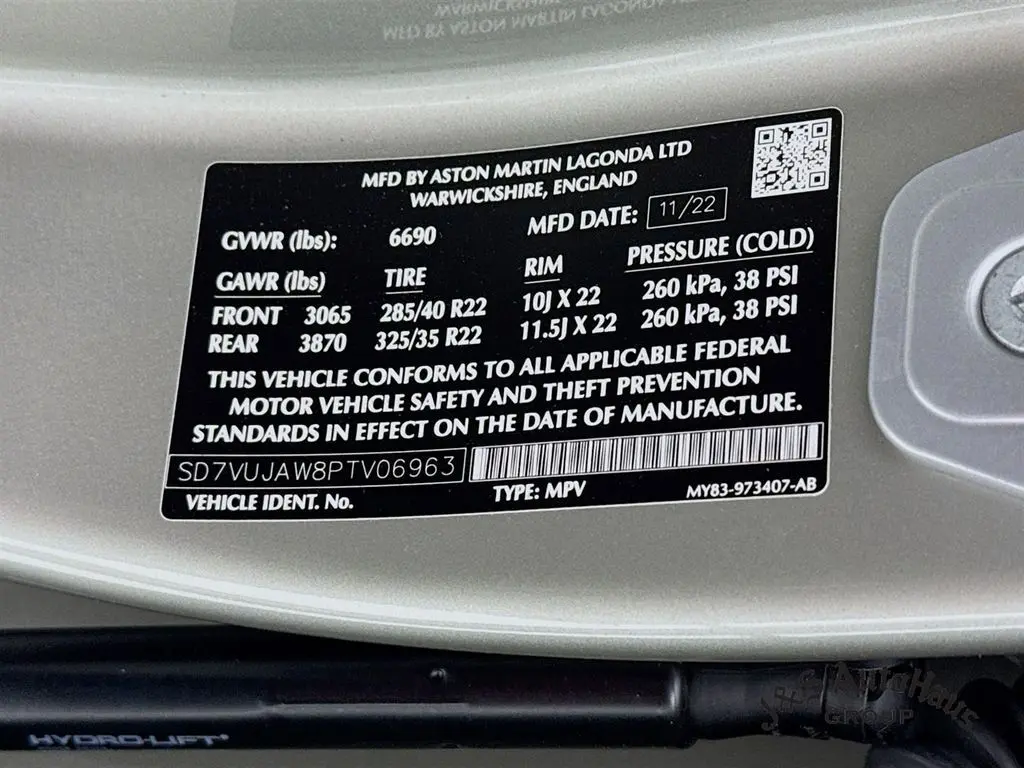 MFD BY ASTON MARTIN LAGONDA LTD
WARWICKSHIRE, ENGLAND
MFD DATE: 11/22
GVWR (lbs): 6690
GAWR (lbs) TIRE RIM PRESSURE (COLD)
FRONT 3065 285/40 R22 10J X 22 260 kPa, 38 PSI
REAR 3870 325/35 R22 11.5J X 22 260 kPa, 38 PSI
THIS VEHICLE CONFORMS TO ALL APPLICABLE FEDERAL
MOTOR VEHICLE SAFETY AND THEFT PREVENTION
STANDARDS IN EFFECT ON THE DATE OF MANUFACTURE.
SD7VUJAW8PTV06963
VEHICLE IDENT. No. TYPE: MPV MY83-973407-AB
HYDRO-LIFT
AutoHaus
GROUP